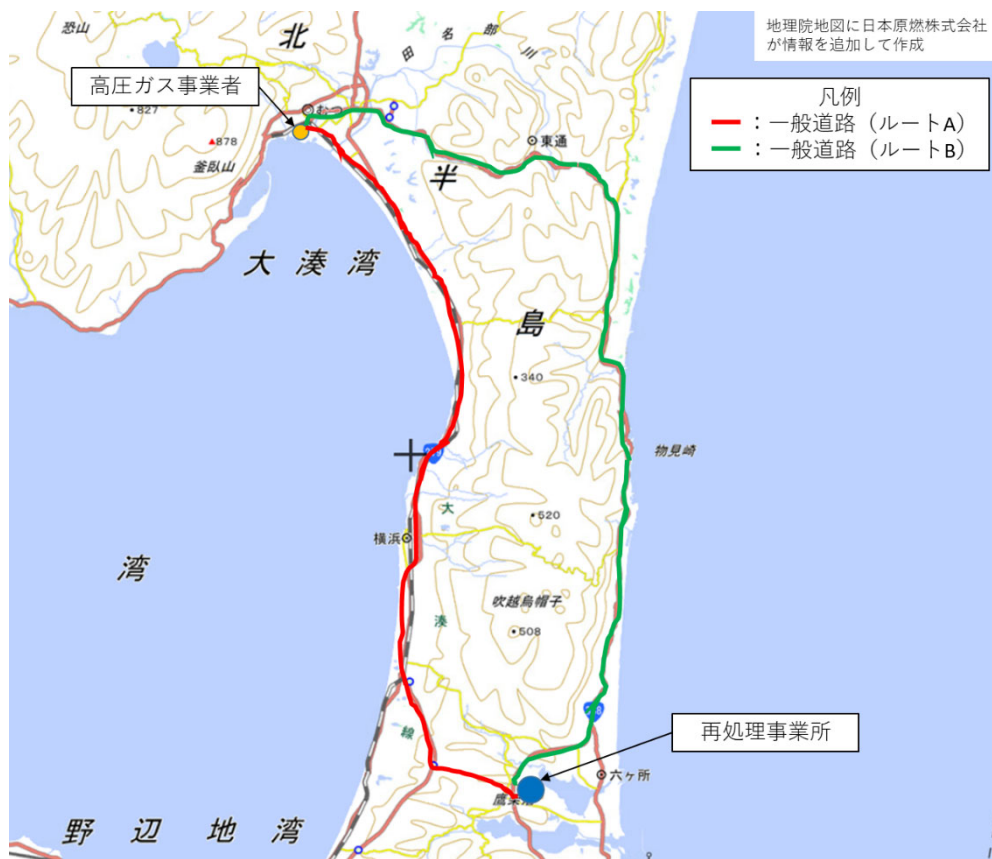 地理院地図に日本原燃株式会社
が情報を追加して作成
凡例
:一般道路(ルートA)
:一般道路(ルートB)
恐山
北
田名部川
高圧ガス事業者
むつ
827
878
釜臥山
東通
半
大湊湾
島
340
物見崎
大
520
横浜
湾
吹越烏帽子
508
湊
線
再処理事業所
六ヶ所
野辺地湾